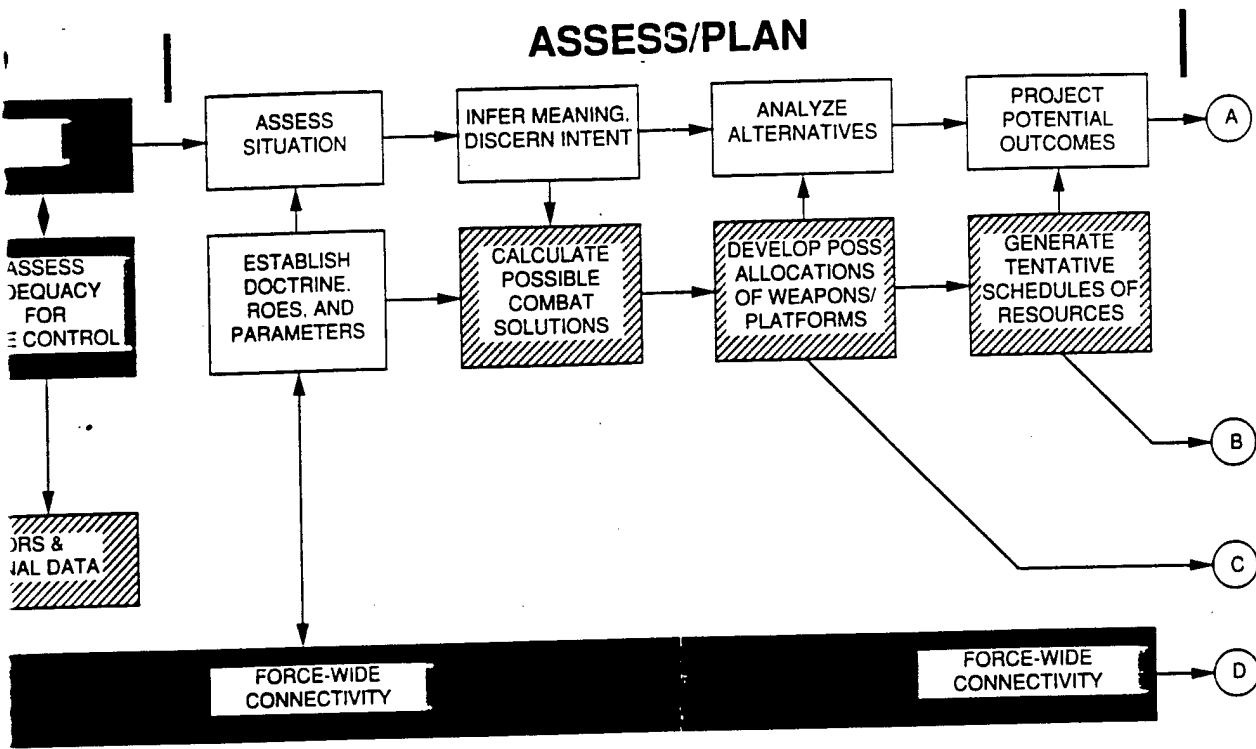 ASSESS/PLAN
ASSESS
SITUATION
INFER MEANING.
DISCERN INTENT
ANALYZE
ALTERNATIVES
PROJECT
POTENTIAL
OUTCOMES
A
ASSESS
DEQUACY
FOR
E CONTROL
ESTABLISH
DOCTRINE.
ROES, AND
PARAMETERS
CALCULATE
POSSIBLE
COMBAT
SOLUTIONS
DEVELOP POSS
ALLOCATIONS
OF WEAPONS/
PLATFORMS
GENERATE
TENTATIVE
SCHEDULES OF
RESOURCES
B
ORS &
NAL DATA
C
FORCE-WIDE
CONNECTIVITY
FORCE-WIDE
CONNECTIVITY
D